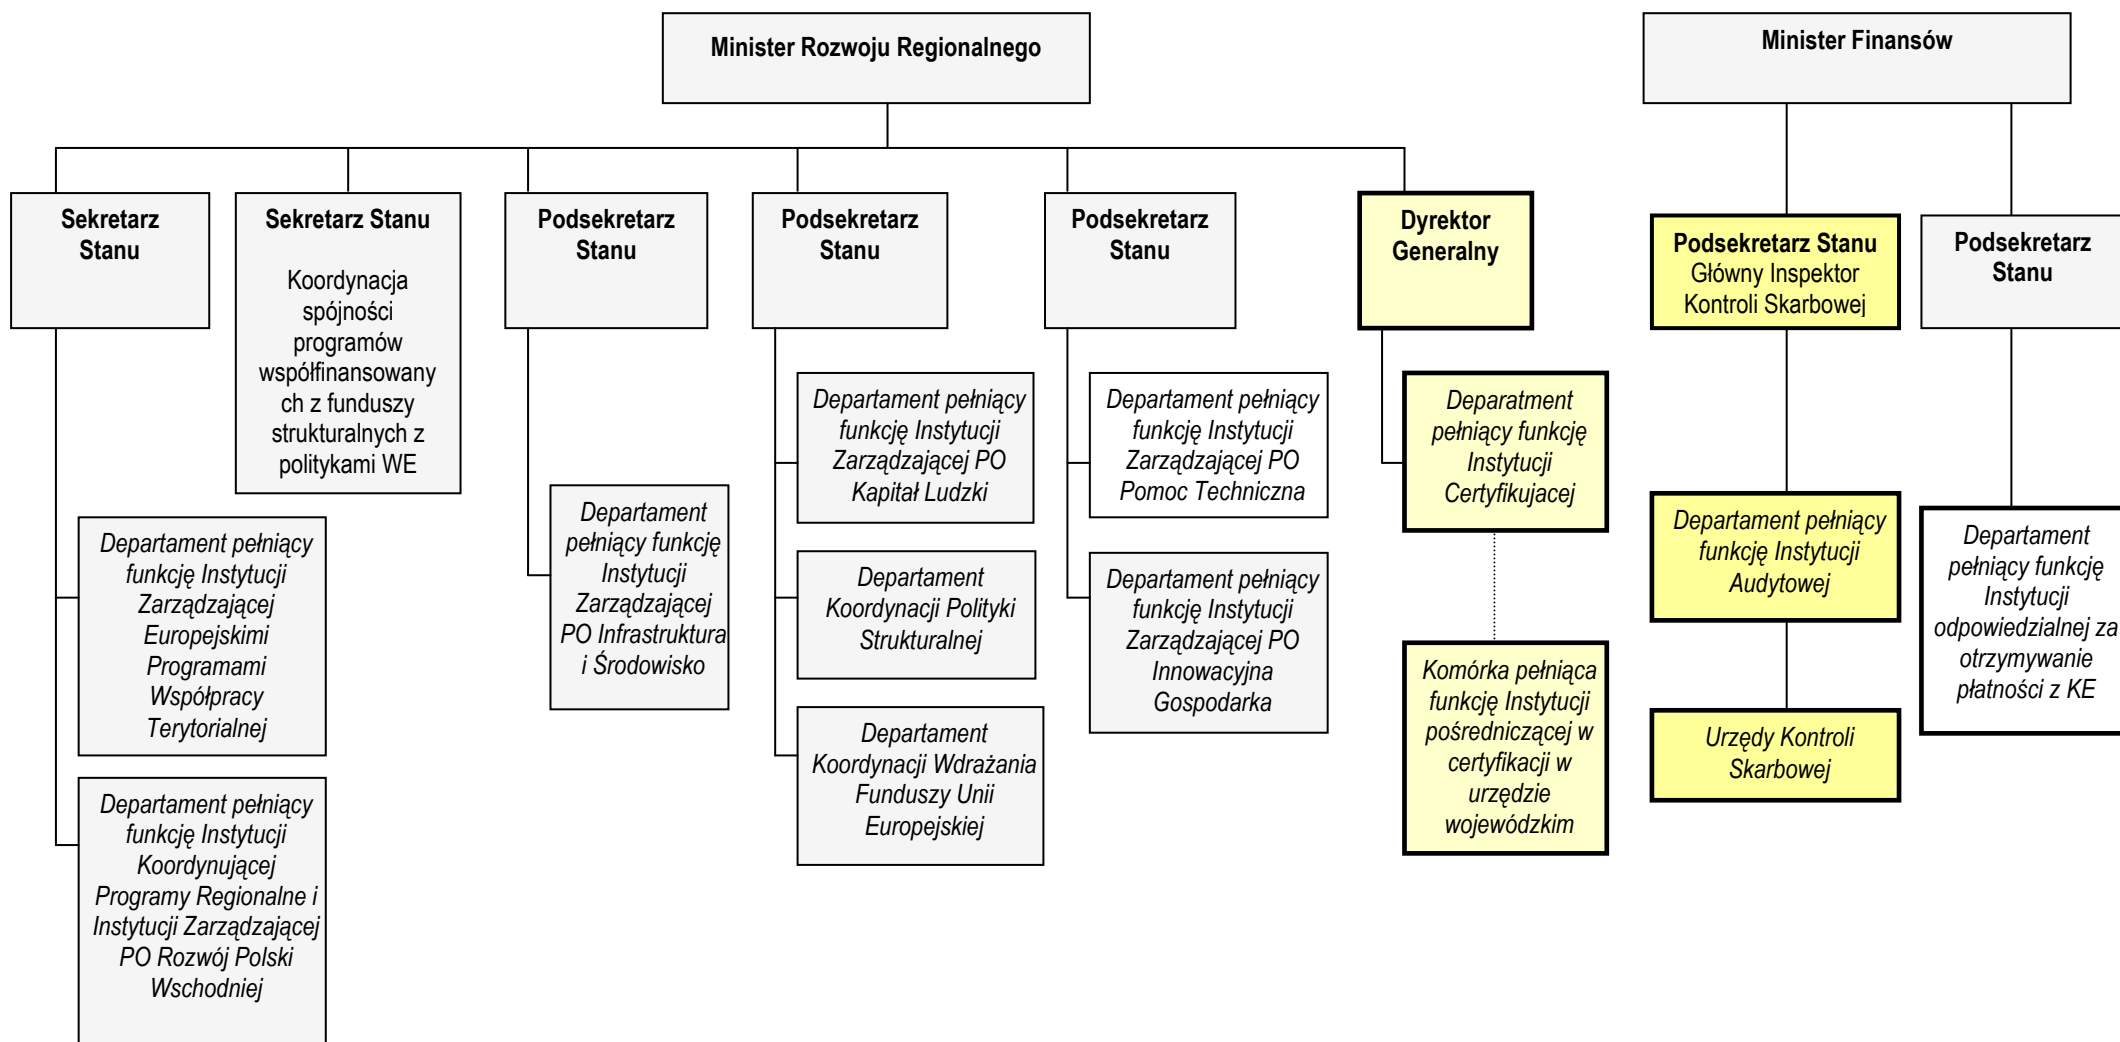 Minister Rozwoju Regionalnego
Minister Finansów
Sekretarz
Stanu
Sekretarz Stanu
Koordynacja
spójności
programów
współfinansowany
ch z funduszy
strukturalnych z
politykami WE
Podsekretarz
Stanu
Podsekretarz
Stanu
Podsekretarz
Stanu
Dyrektor
Generalny
Podsekretarz Stanu
Główny Inspektor
Kontroli Skarbowej
Podsekretarz
Stanu
Departament pełniący
funkcję Instytucji
Zarządzającej
Europejskimi
Programami
Współpracy
Terytorialnej
Departament pełniący
funkcję Instytucji
Koordynującej
Programy Regionalne i
Instytucji Zarządzającej
PO Rozwój Polski
Wschodniej
Departament
pełniący funkcję
Instytucji
Zarządzającej
PO Infrastruktura
i Środowisko
Departament pełniący
funkcję Instytucji
Zarządzającej PO
Kapitał Ludzki
Departament
Koordynacji Polityki
Strukturalnej
Departament
Koordynacji Wdrażania
Funduszy Unii
Europejskiej
Departament pełniący
funkcję Instytucji
Zarządzającej PO
Pomoc Techniczna
Departament pełniący
funkcję Instytucji
Zarządzającej PO
Innowacyjna
Gospodarka
Deparatment
pełniący funkcję
Instytucji
Certyfikujacej
Komórka pełniąca
funkcję Instytucji
pośredniczącej w
certyfikacji w
urzędzie
wojewódzkim
Departament pełniący
funkcję Instytucji
Audytowej
Urzędy Kontroli
Skarbowej
Departament
pełniący funkcję
Instytucji
odpowiedzialnej za
otrzymywanie
płatności z KE